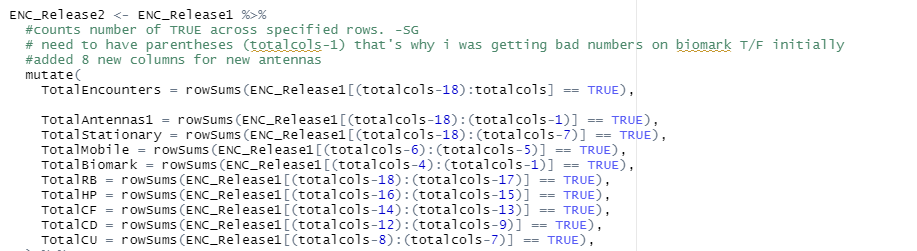 ENC_Release2 <- ENC_Release1 %>%
#counts number of TRUE across specified rows. -SG
# need to have parentheses (totalcols-1) that's why i was getting bad numbers on biomark T/F initially
#added 8 new columns for new antennas
mutate(
TotalEncounters = rowSums(ENC_Release1[(totalcols-18):totalcols] == TRUE),
TotalAntennas1 = rowSums(ENC_Release1[(totalcols-18):(totalcols-1)] == TRUE),
TotalStationary = rowSums(ENC_Release1[(totalcols-18):(totalcols-7)] == TRUE),
TotalMobile = rowSums(ENC_Release1[(totalcols-6):(totalcols-5)] == TRUE),
TotalBiomark = rowSums(ENC_Release1[(totalcols-4):(totalcols-1)] == TRUE),
TotalRB = rowSums(ENC_Release1[(totalcols-18):(totalcols-17)] == TRUE),
TotalHP = rowSums(ENC_Release1[(totalcols-16):(totalcols-15)] == TRUE),
TotalCF = rowSums(ENC_Release1[(totalcols-14):(totalcols-13)] == TRUE),
TotalCD = rowSums(ENC_Release1[(totalcols-12):(totalcols-9)] == TRUE),
TotalCU = rowSums(ENC_Release1[(totalcols-8):(totalcols-7)] == TRUE),